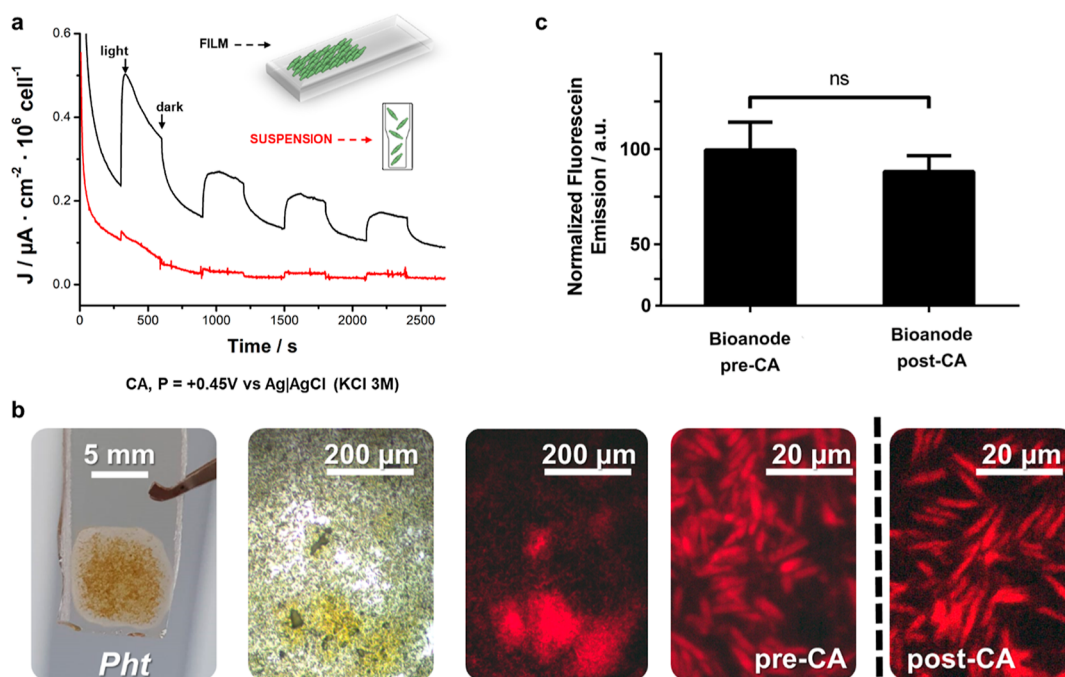 a
0.6
0.4
0.2
0.0
J / µA · cm⁻² · 10⁶ cell⁻¹
light
dark
FILM
SUSPENSION
0
500
1000
1500
2000
2500
Time / s
CA, P = +0.45V vs Ag|AgCl (KCl 3M)
c
Normalized Fluorescein
Emission / a.u.
100
50
0
ns
Bioanode
pre-CA
Bioanode
post-CA
b
5 mm
Pht
200 µm
200 µm
20 µm
pre-CA
20 µm
post-CA